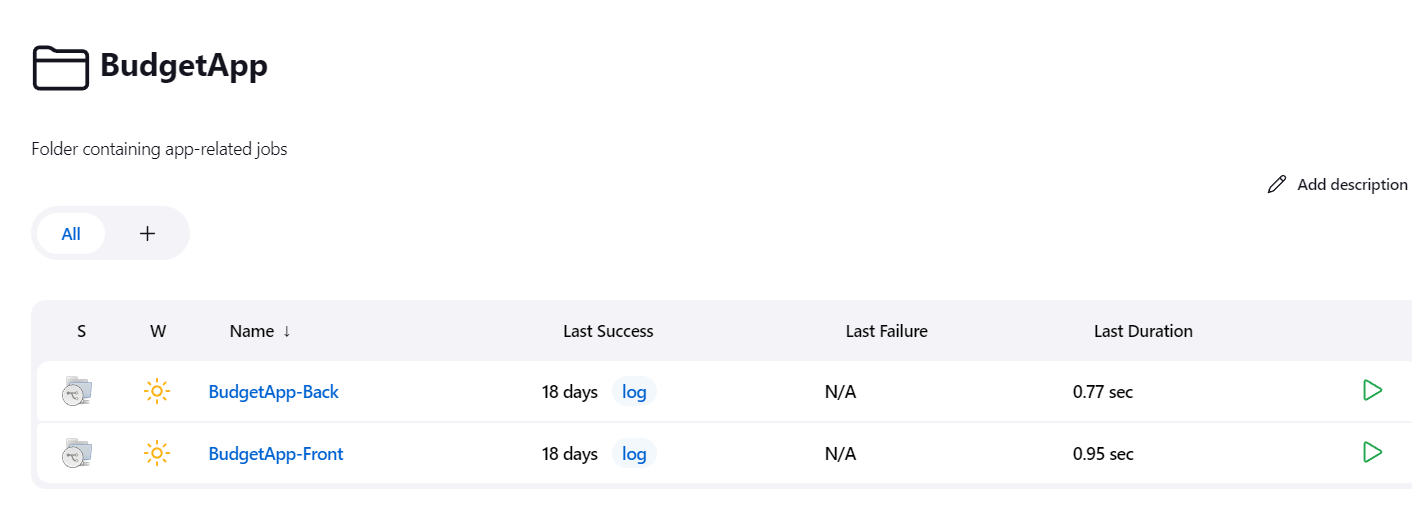 BudgetApp
Folder containing app-related jobs
Add description
All +
S W Name ↓ Last Success Last Failure Last Duration
BudgetApp-Back 18 days log N/A 0.77 sec
BudgetApp-Front 18 days log N/A 0.95 sec